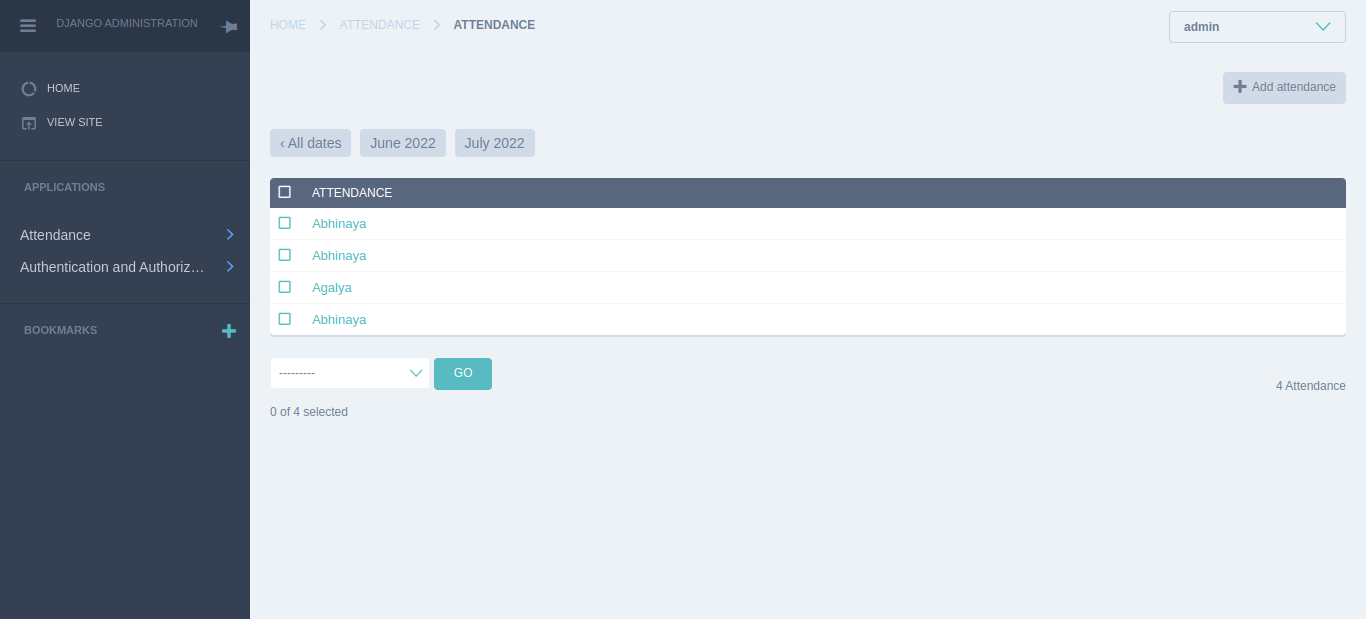 DJANGO ADMINISTRATION
HOME
VIEW SITE
APPLICATIONS
Attendance
Authentication and Authoriz…
BOOKMARKS
HOME ATTENDANCE ATTENDANCE
admin
Add attendance
‹ All dates June 2022 July 2022
ATTENDANCE
Abhinaya
Abhinaya
Agalya
Abhinaya
--------- GO
4 Attendance
0 of 4 selected